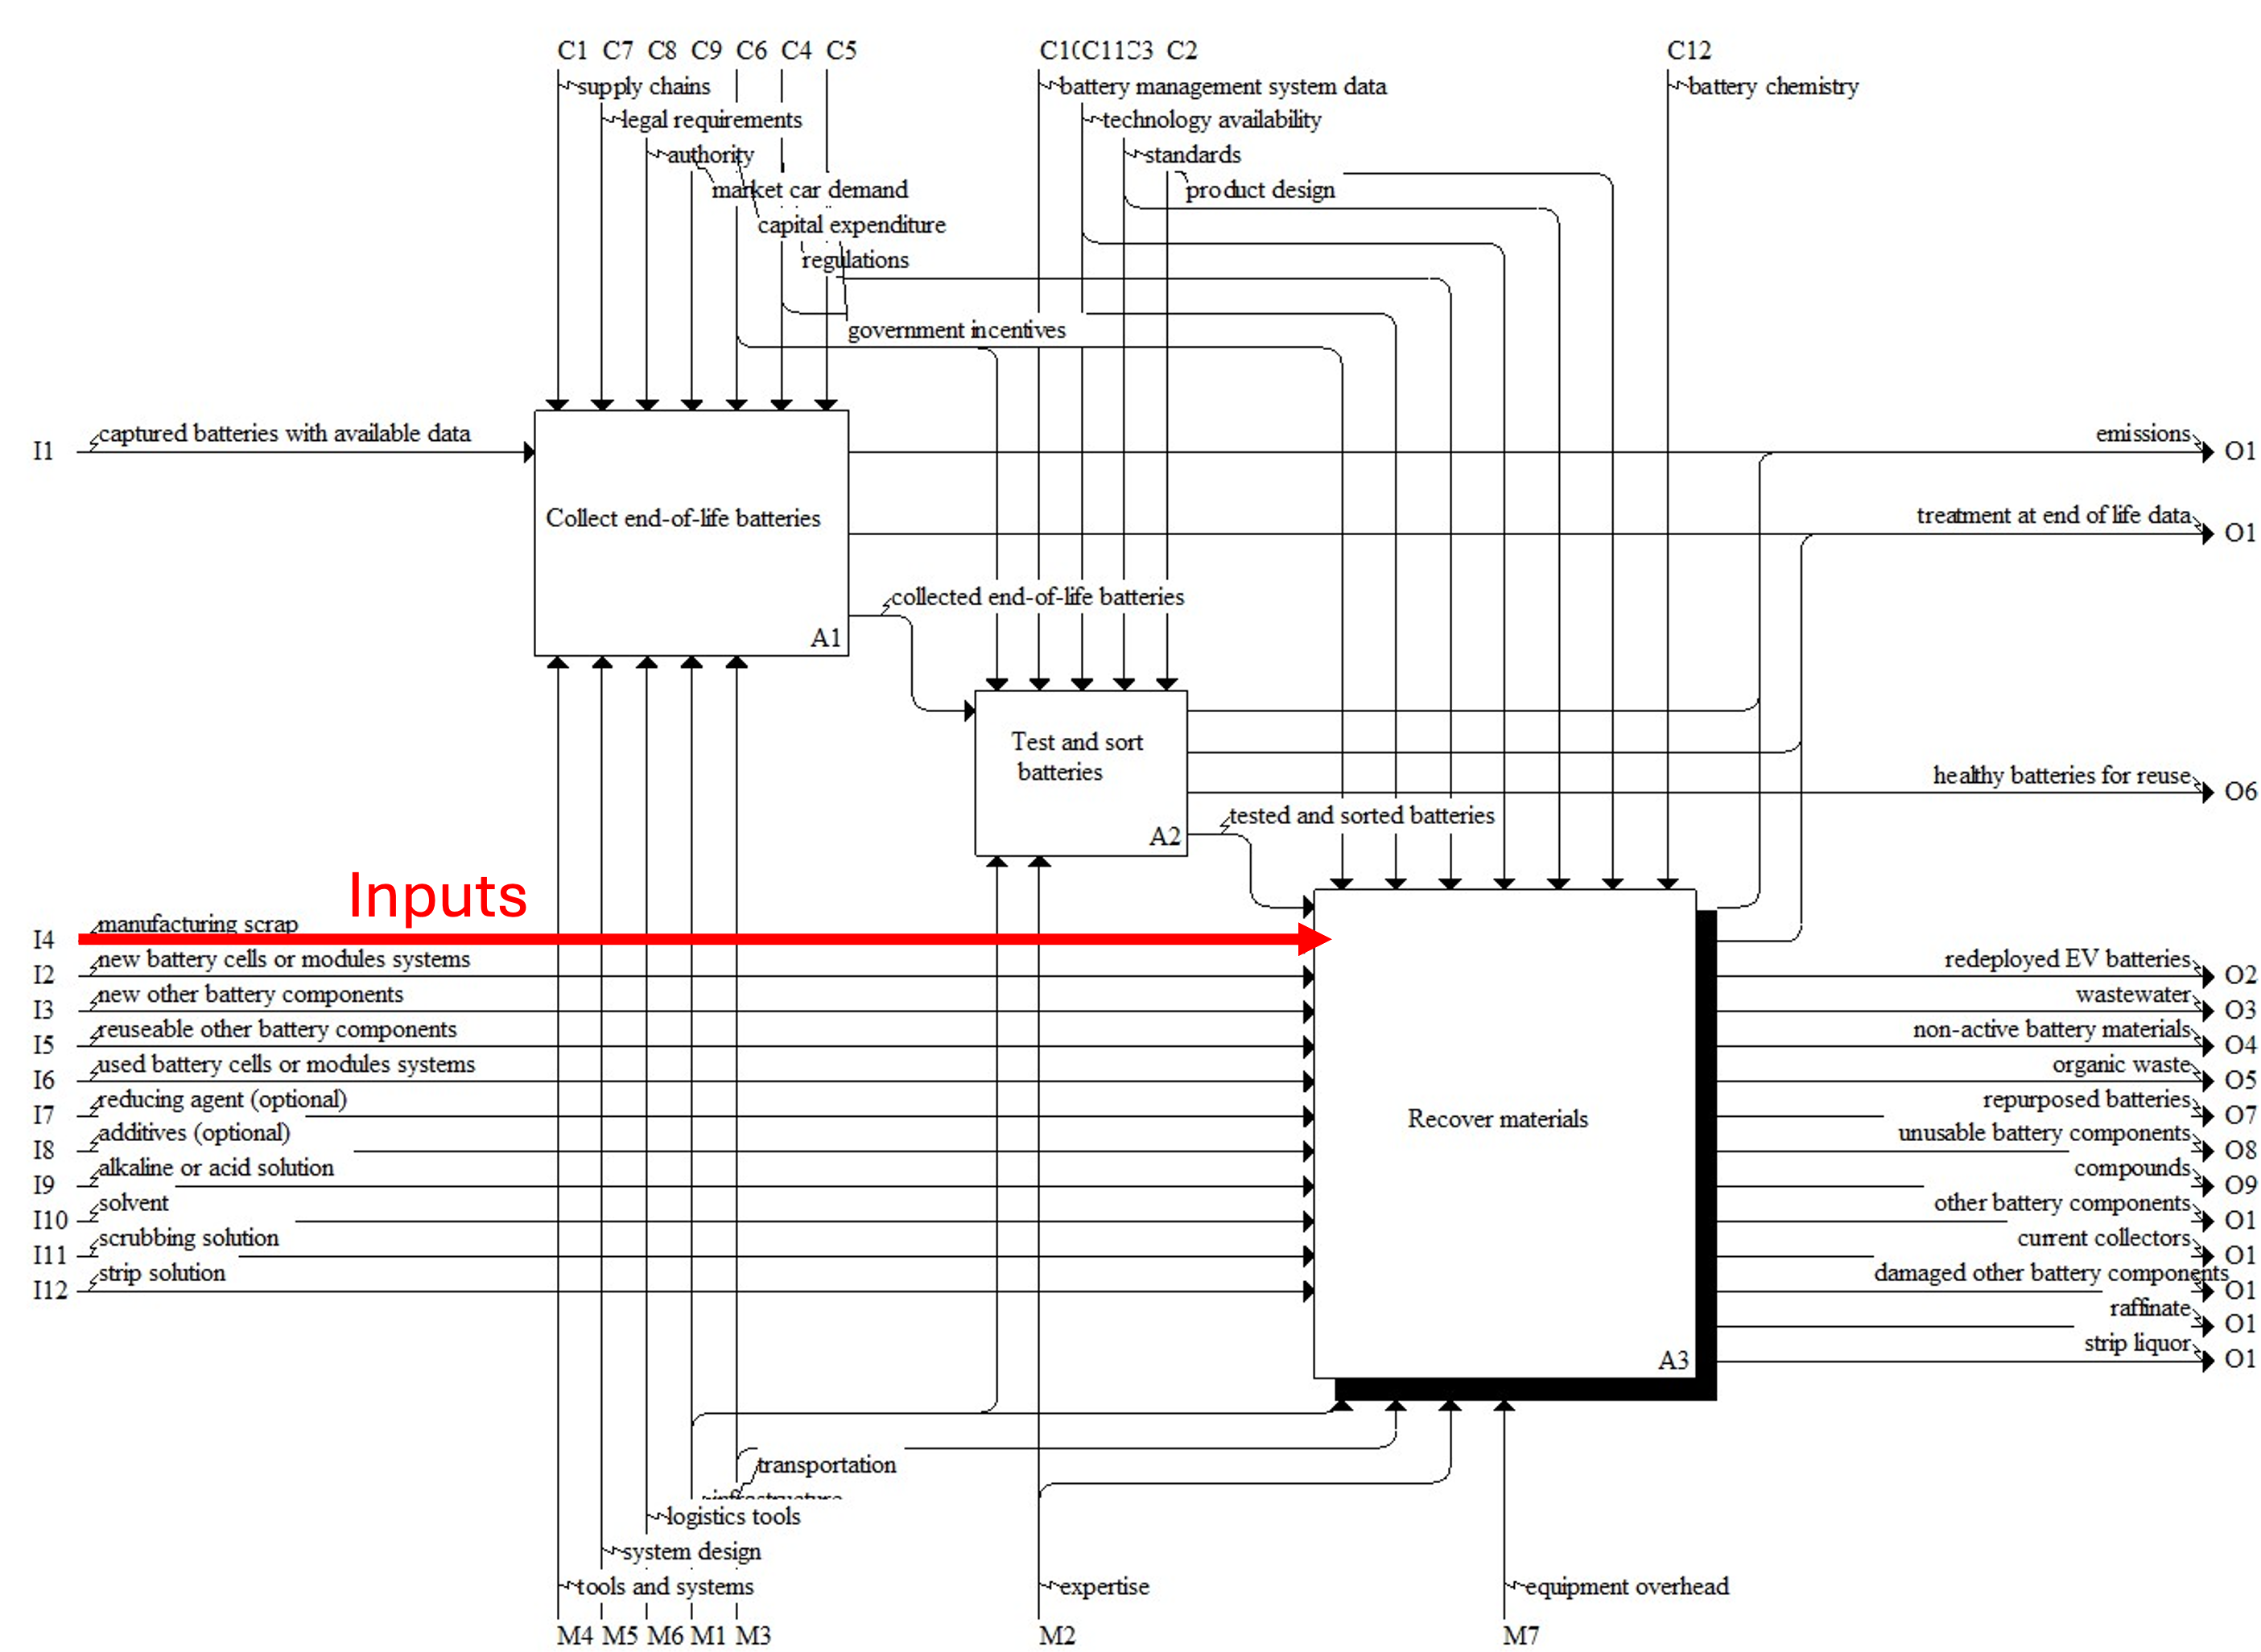 C1 C7 C8 C9 C6 C4 C5
C1(C11C3 C2
C12
supply chains
legal requirements
authority
market car demand
capital expenditure
regulations
government incentives
battery management system data
technology availability
standards
product design
battery chemistry
I1 captured batteries with available data
Collect end-of-life batteries
A1
emissions O1
treatment at end of life data O1
collected end-of-life batteries
Test and sort
batteries
A2
healthy batteries for reuse O6
tested and sorted batteries
Inputs
I4 manufacturing scrap
I2 new battery cells or modules systems
I3 new other battery components
I5 reuseable other battery components
I6 used battery cells or modules systems
I7 reducing agent (optional)
I8 additives (optional)
I9 alkaline or acid solution
I10 solvent
I11 scrubbing solution
I12 strip solution
Recover materials
A3
redeployed EV batteries O2
wastewater O3
non-active battery materials O4
organic waste O5
repurposed batteries O7
unusable battery components O8
compounds O9
other battery components O1
current collectors O1
damaged other battery components O1
raffinate O1
strip liquor O1
transportation
infrastructure
logistics tools
system design
tools and systems
expertise
equipment overhead
M4 M5 M6 M1 M3
M2
M7